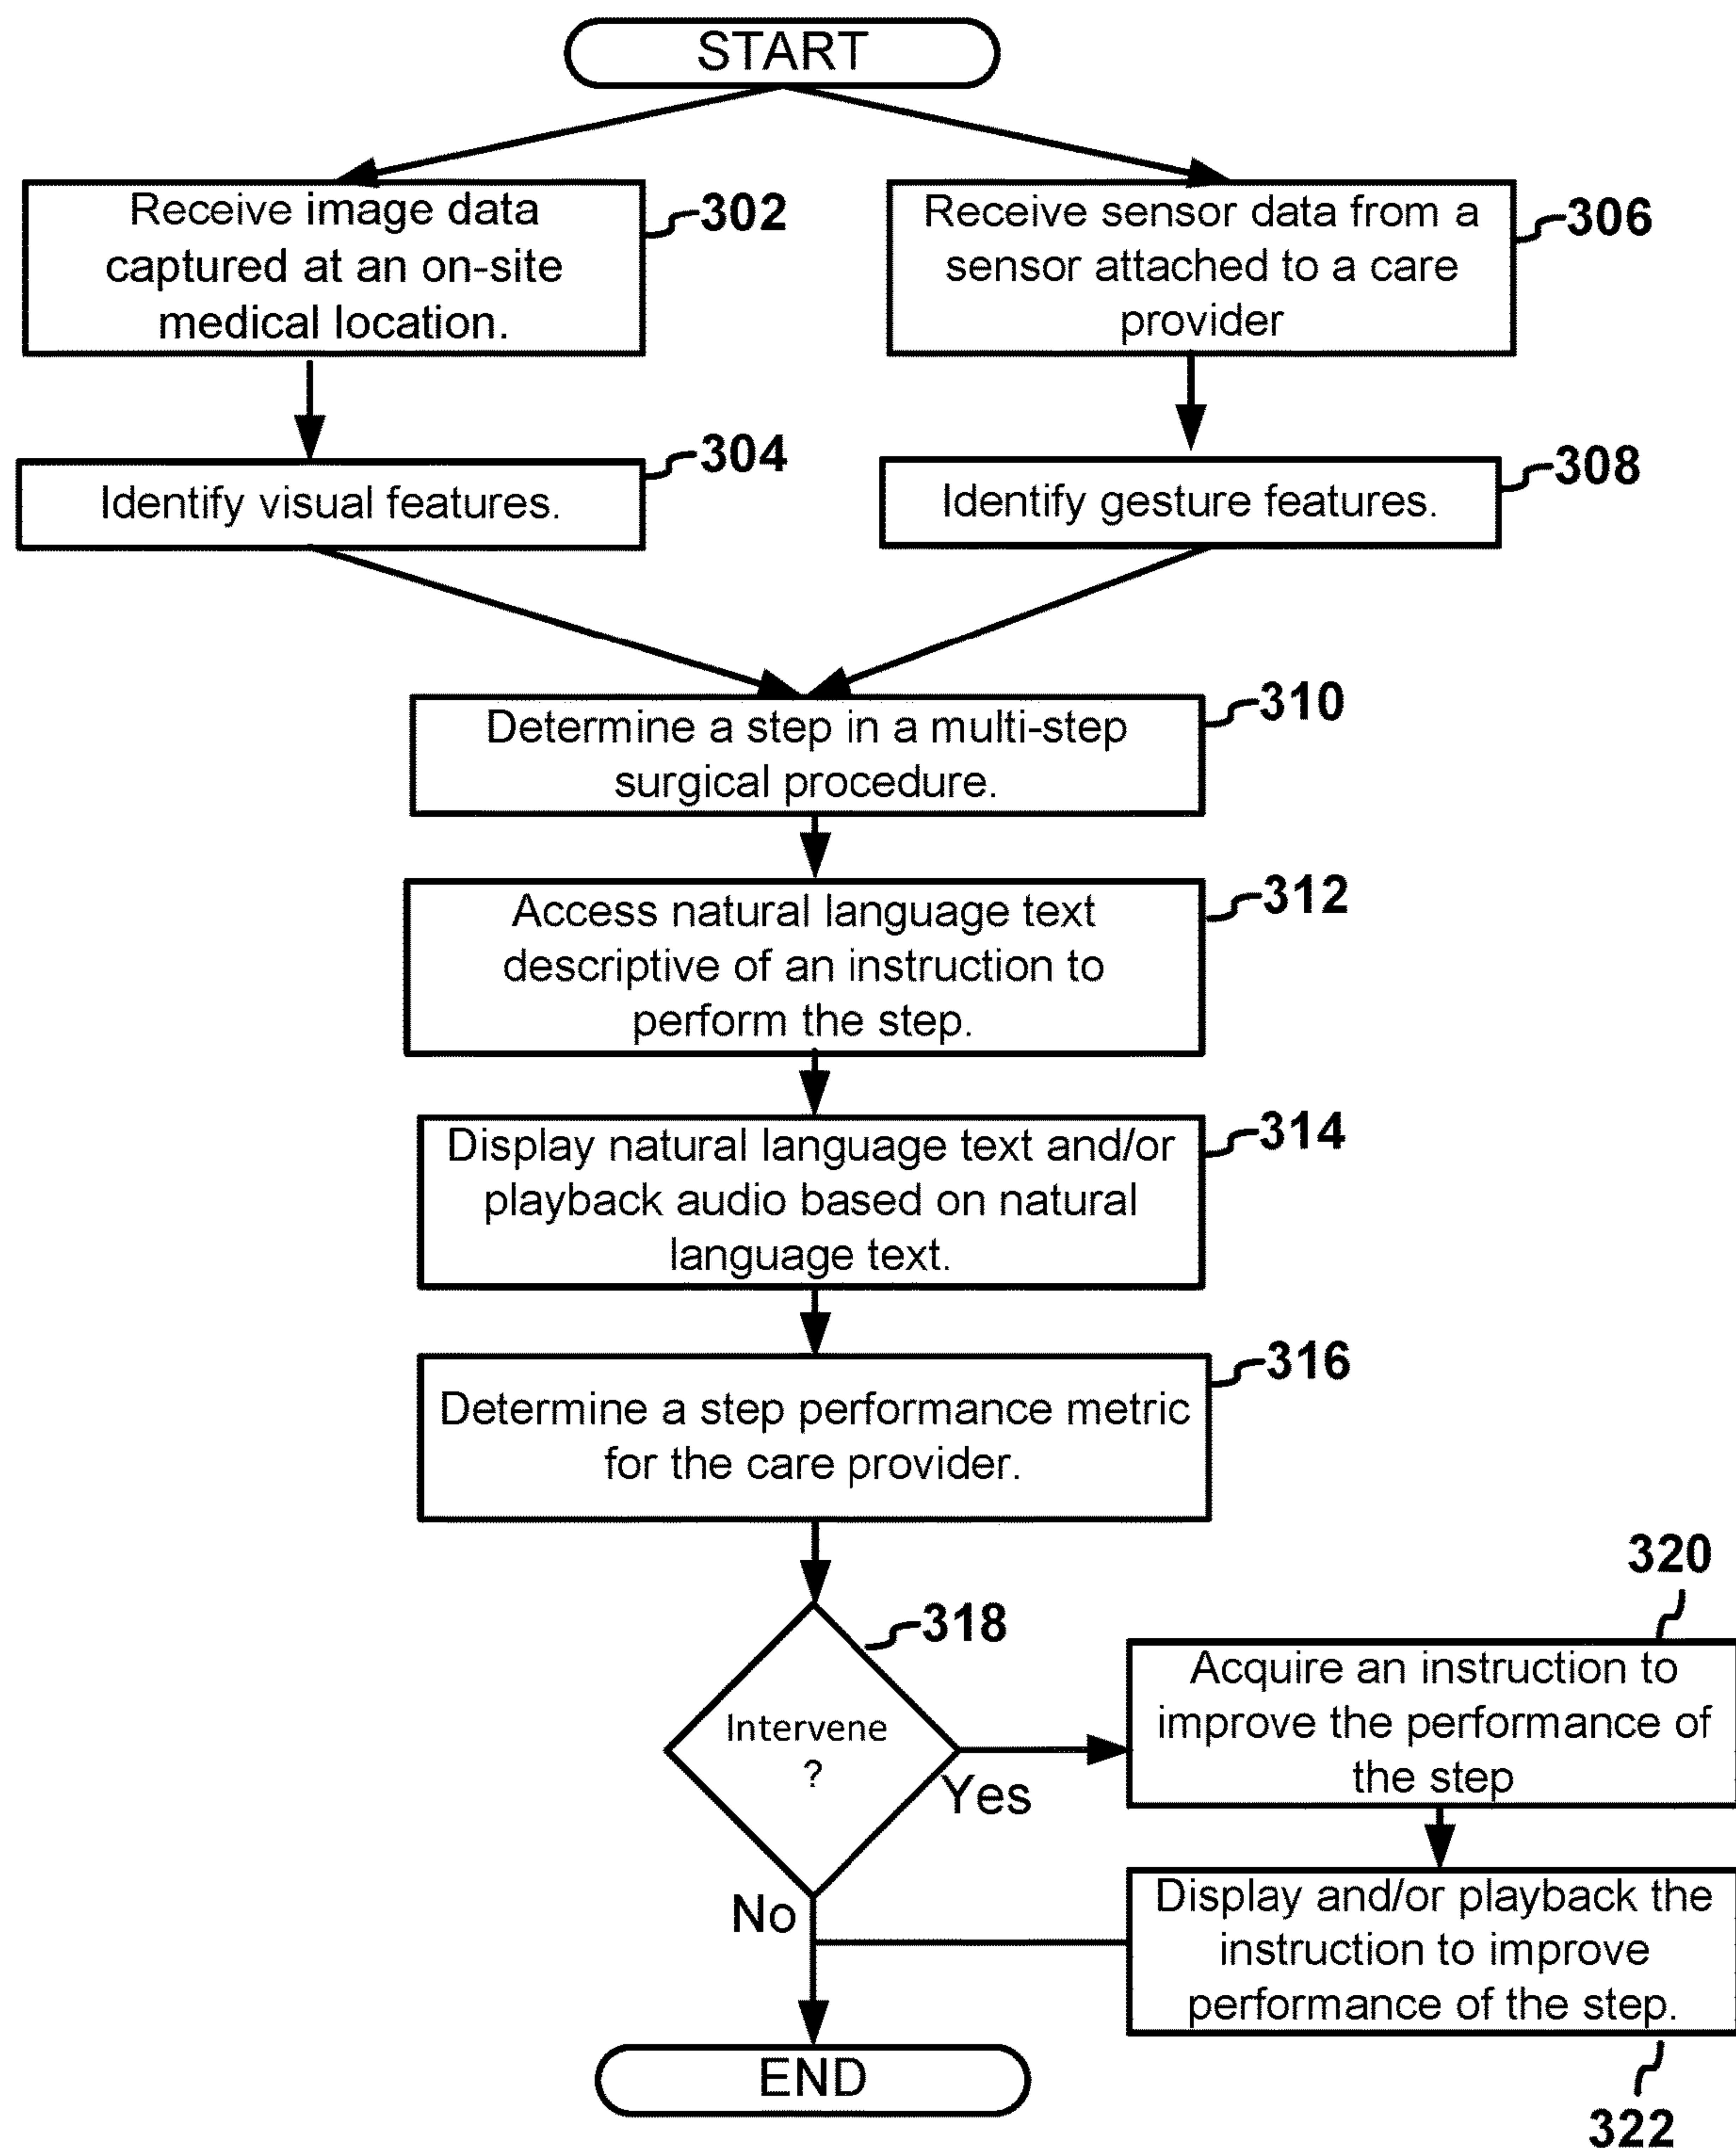 START
Receive image data
captured at an on-site
medical location.
302
Receive sensor data from a
sensor attached to a care
provider
306
Identify visual features.
304
Identify gesture features.
308
Determine a step in a multi-step
surgical procedure.
310
Access natural language text
descriptive of an instruction to
perform the step.
312
Display natural language text and/or
playback audio based on natural
language text.
314
Determine a step performance metric
for the care provider.
316
Intervene
?
318
Yes
No
320
Acquire an instruction to
improve the performance of
the step
Display and/or playback the
instruction to improve
performance of the step.
322
END